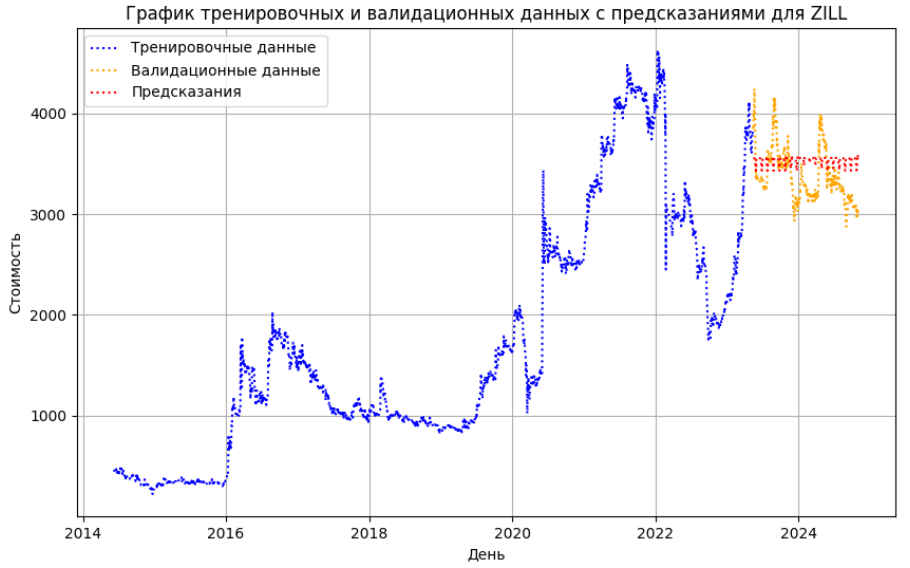 График тренировочных и валидационных данных с предсказаниями для ZILL
Тренировочные данные
Валидационные данные
Предсказания
Стоимость
4000
3000
2000
1000
2014 2016 2018 2020 2022 2024
День